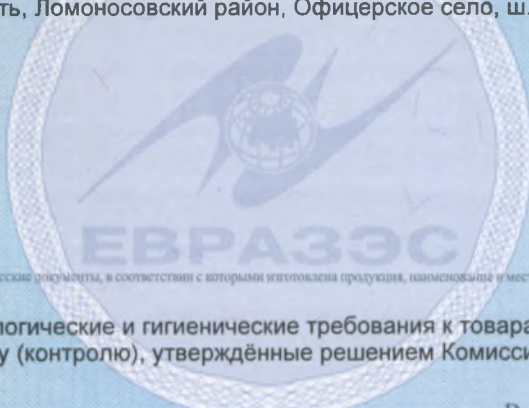 ть, Ломоносовский район, Офицерское село, ш.
ЕВРАЗЭС
еские документы, в соответствии с которыми изготовлена продукция, наименование и мест
логические и гигиенические требования к товара
у (контролю), утверждённые решением Комисси